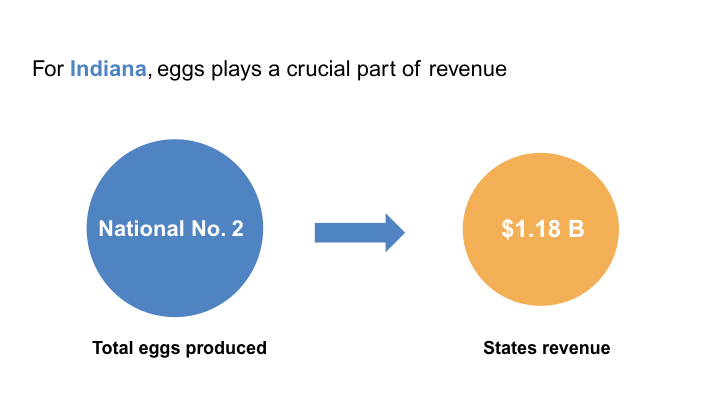 For Indiana, eggs plays a crucial part of revenue
National No. 2
$1.18 B
Total eggs produced
States revenue